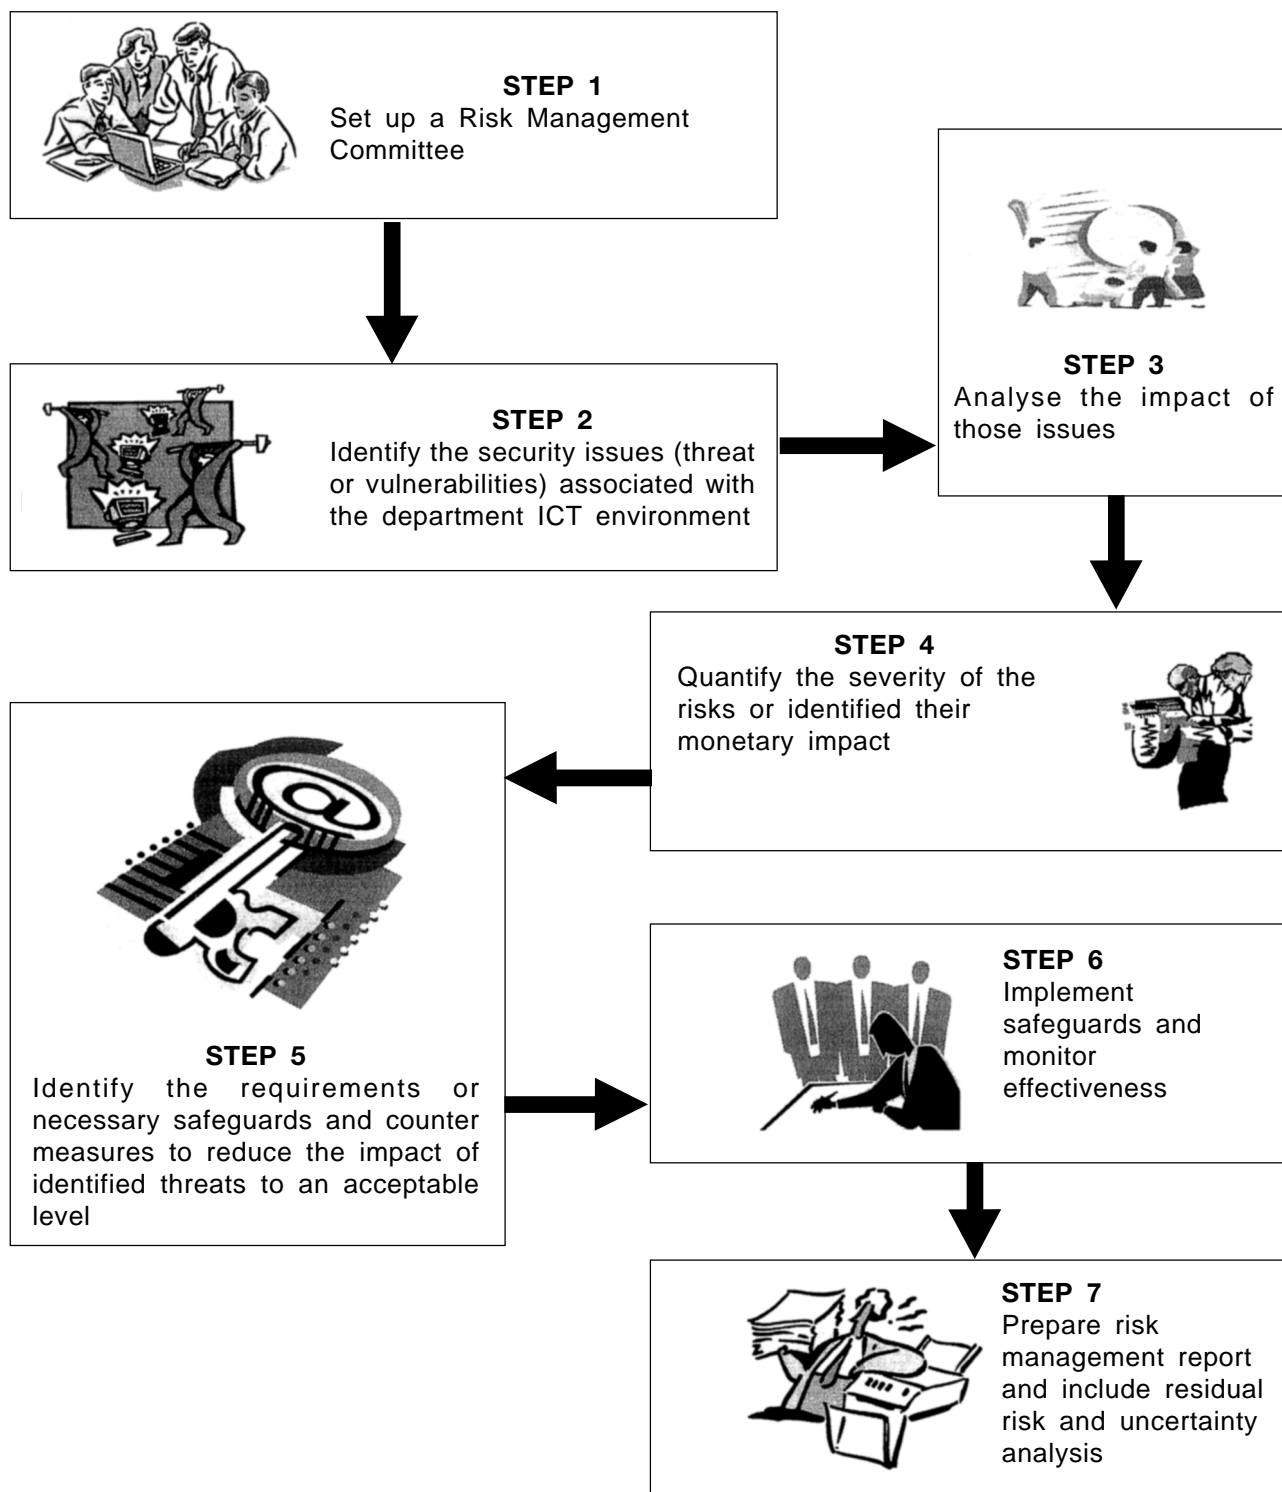 STEP 1
Set up a Risk Management
Committee
STEP 2
Identify the security issues (threat
or vulnerabilities) associated with
the department ICT environment
STEP 3
Analyse the impact of
those issues
STEP 4
Quantify the severity of the
risks or identified their
monetary impact
STEP 5
Identify the requirements or
necessary safeguards and counter
measures to reduce the impact of
identified threats to an acceptable
level
STEP 6
Implement
safeguards and
monitor
effectiveness
STEP 7
Prepare risk
management report
and include residual
risk and uncertainty
analysis